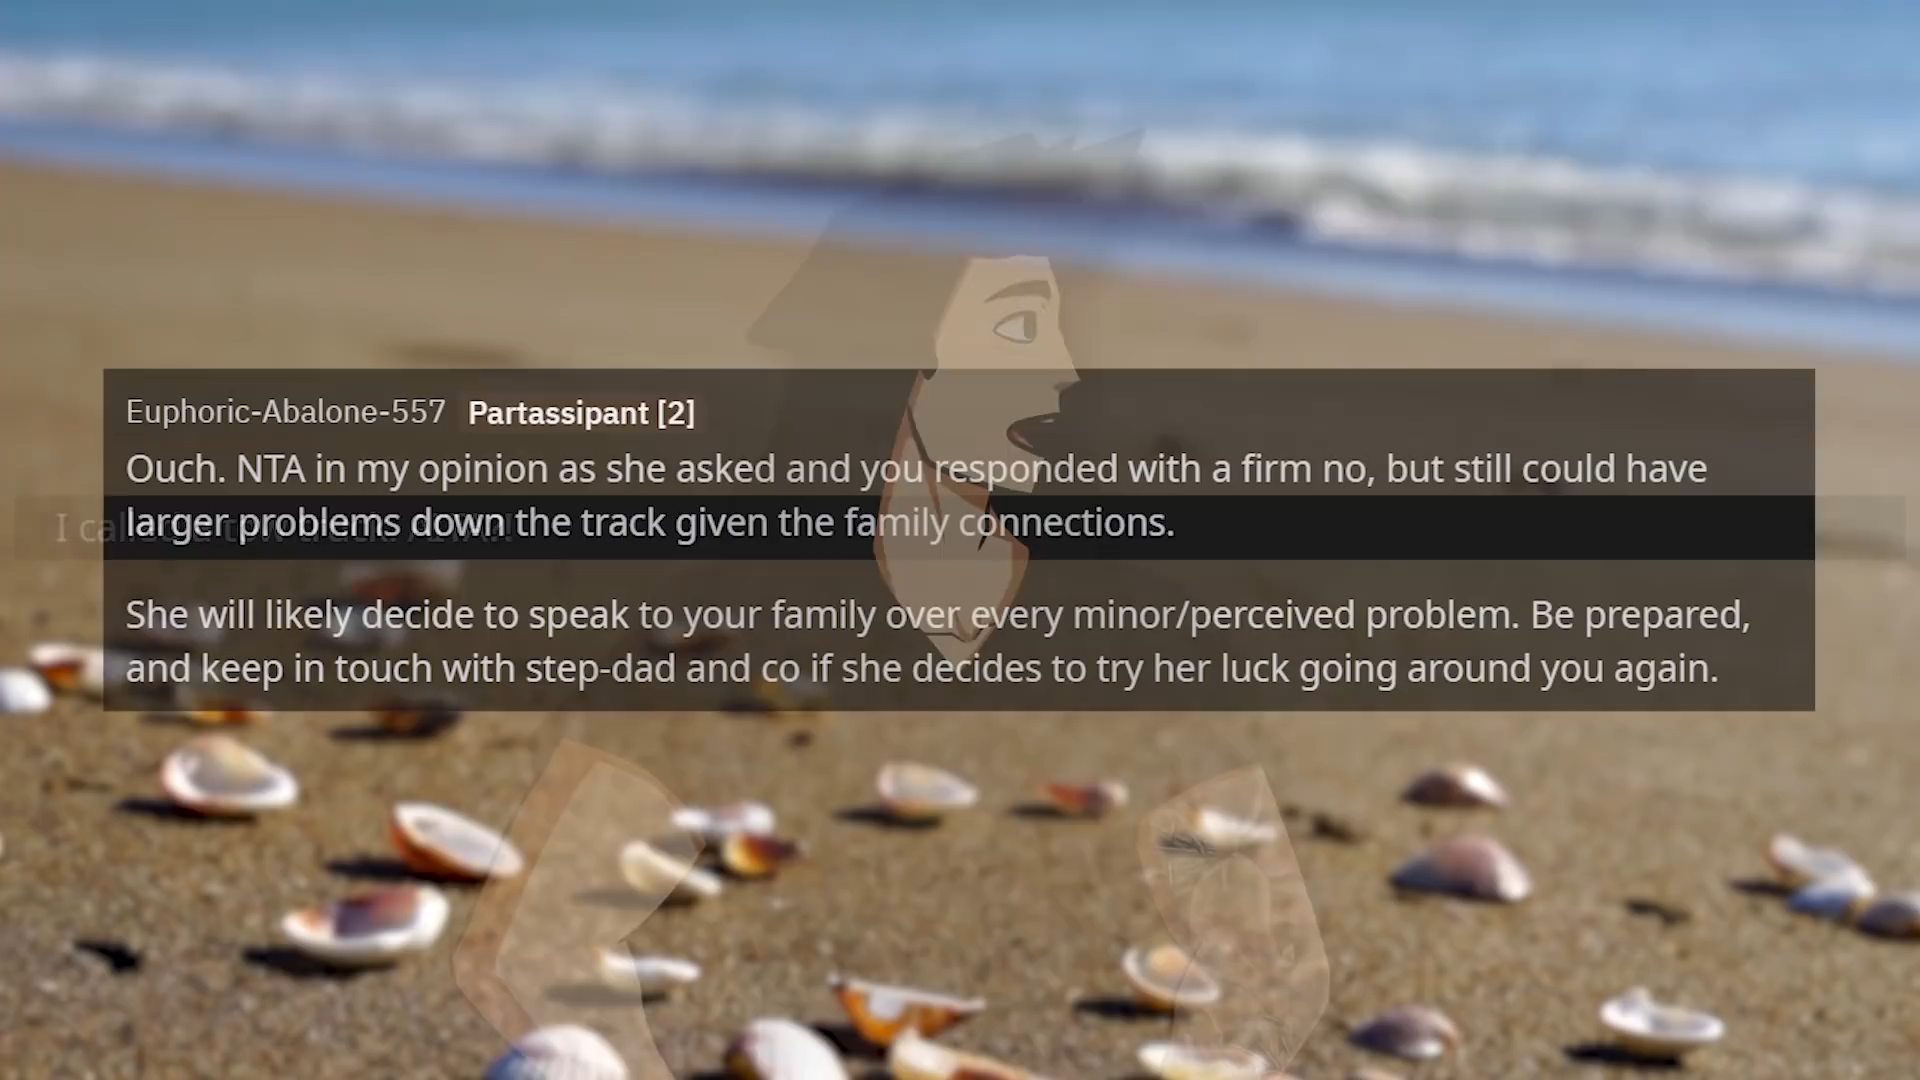 Euphoric-Abalone-557 Partassipant [2]
Ouch. NTA in my opinion as she asked and you responded with a firm no, but still could have
larger problems down the track given the family connections.
She will likely decide to speak to your family over every minor/perceived problem. Be prepared,
and keep in touch with step-dad and co if she decides to try her luck going around you again.